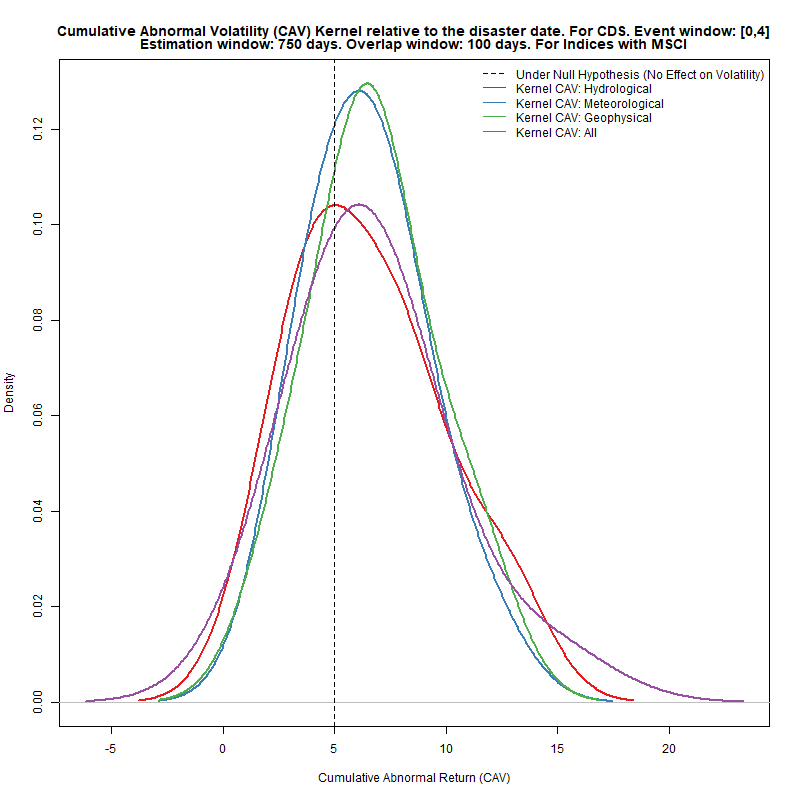 Cumulative Abnormal Volatility (CAV) Kernel relative to the disaster date. For CDS. Event window: [0,4]
Estimation window: 750 days. Overlap window: 100 days. For Indices with MSCI
Under Null Hypothesis (No Effect on Volatility)
Kernel CAV: Hydrological
Kernel CAV: Meteorological
Kernel CAV: Geophysical
Kernel CAV: All
Density
0.12
0.10
0.08
0.06
0.04
0.02
0.00
-5 0 5 10 15 20
Cumulative Abnormal Return (CAV)